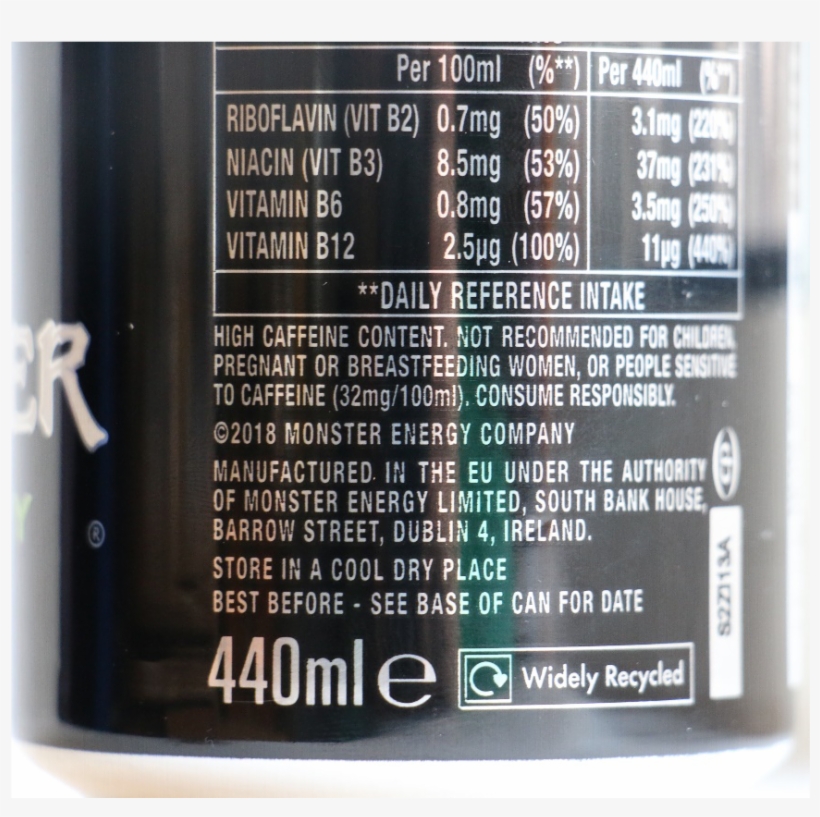 Per 100ml (%**) Per 440ml (%**)
RIBOFLAVIN (VIT B2) 0.7mg (50%) 3.1mg (220%)
NIACIN (VIT B3) 8.5mg (53%) 37mg (231%)
VITAMIN B6 0.8mg (57%) 3.5mg (250%)
VITAMIN B12 2.5µg (100%) 11µg (440%)
**DAILY REFERENCE INTAKE
HIGH CAFFEINE CONTENT. NOT RECOMMENDED FOR CHILDREN,
PREGNANT OR BREASTFEEDING WOMEN, OR PEOPLE SENSITIVE
TO CAFFEINE (32mg/100ml). CONSUME RESPONSIBLY.
©2018 MONSTER ENERGY COMPANY
MANUFACTURED IN THE EU UNDER THE AUTHORITY
OF MONSTER ENERGY LIMITED, SOUTH BANK HOUSE,
BARROW STREET, DUBLIN 4, IRELAND.
STORE IN A COOL DRY PLACE
BEST BEFORE - SEE BASE OF CAN FOR DATE
440ml e
Widely Recycled
S2Z113A
ER
Y
®